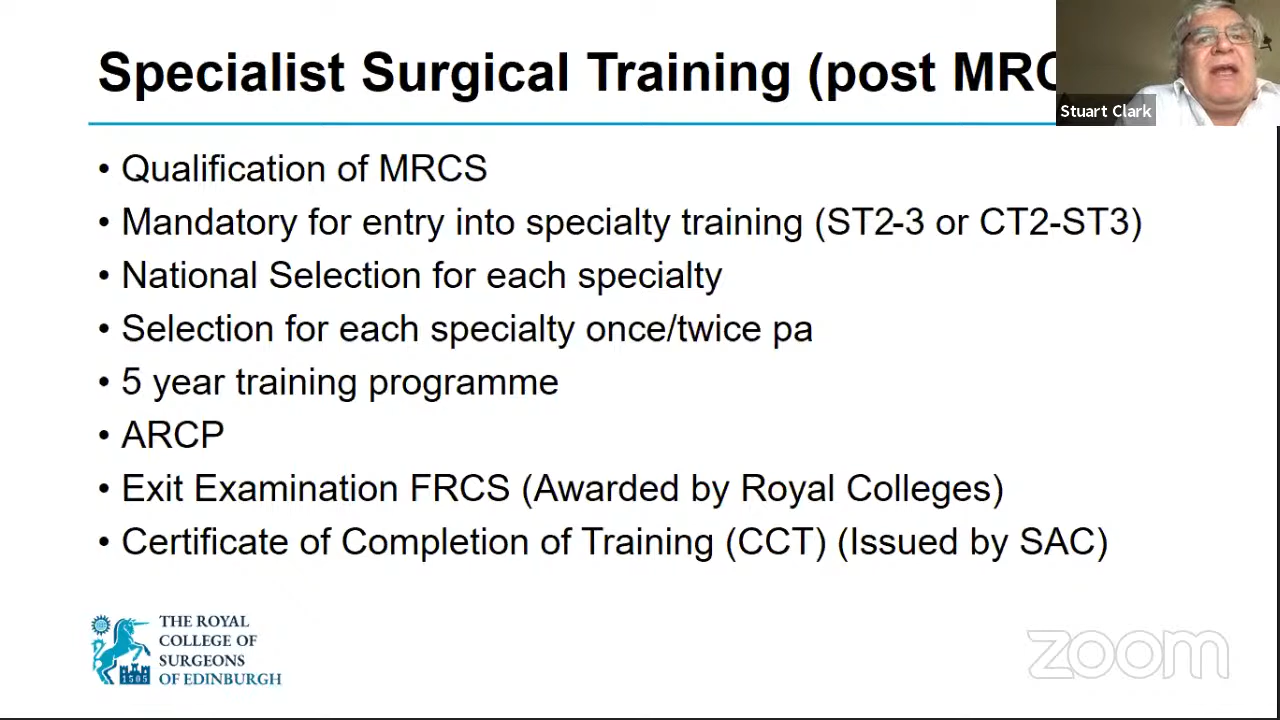 Specialist Surgical Training (post MRC
Stuart Clark
• Qualification of MRCS
• Mandatory for entry into specialty training (ST2-3 or CT2-ST3)
• National Selection for each specialty
• Selection for each specialty once/twice pa
• 5 year training programme
• ARCP
• Exit Examination FRCS (Awarded by Royal Colleges)
• Certificate of Completion of Training (CCT) (Issued by SAC)
THE ROYAL
COLLEGE OF
SURGEONS
OF EDINBURGH
1505
zoom